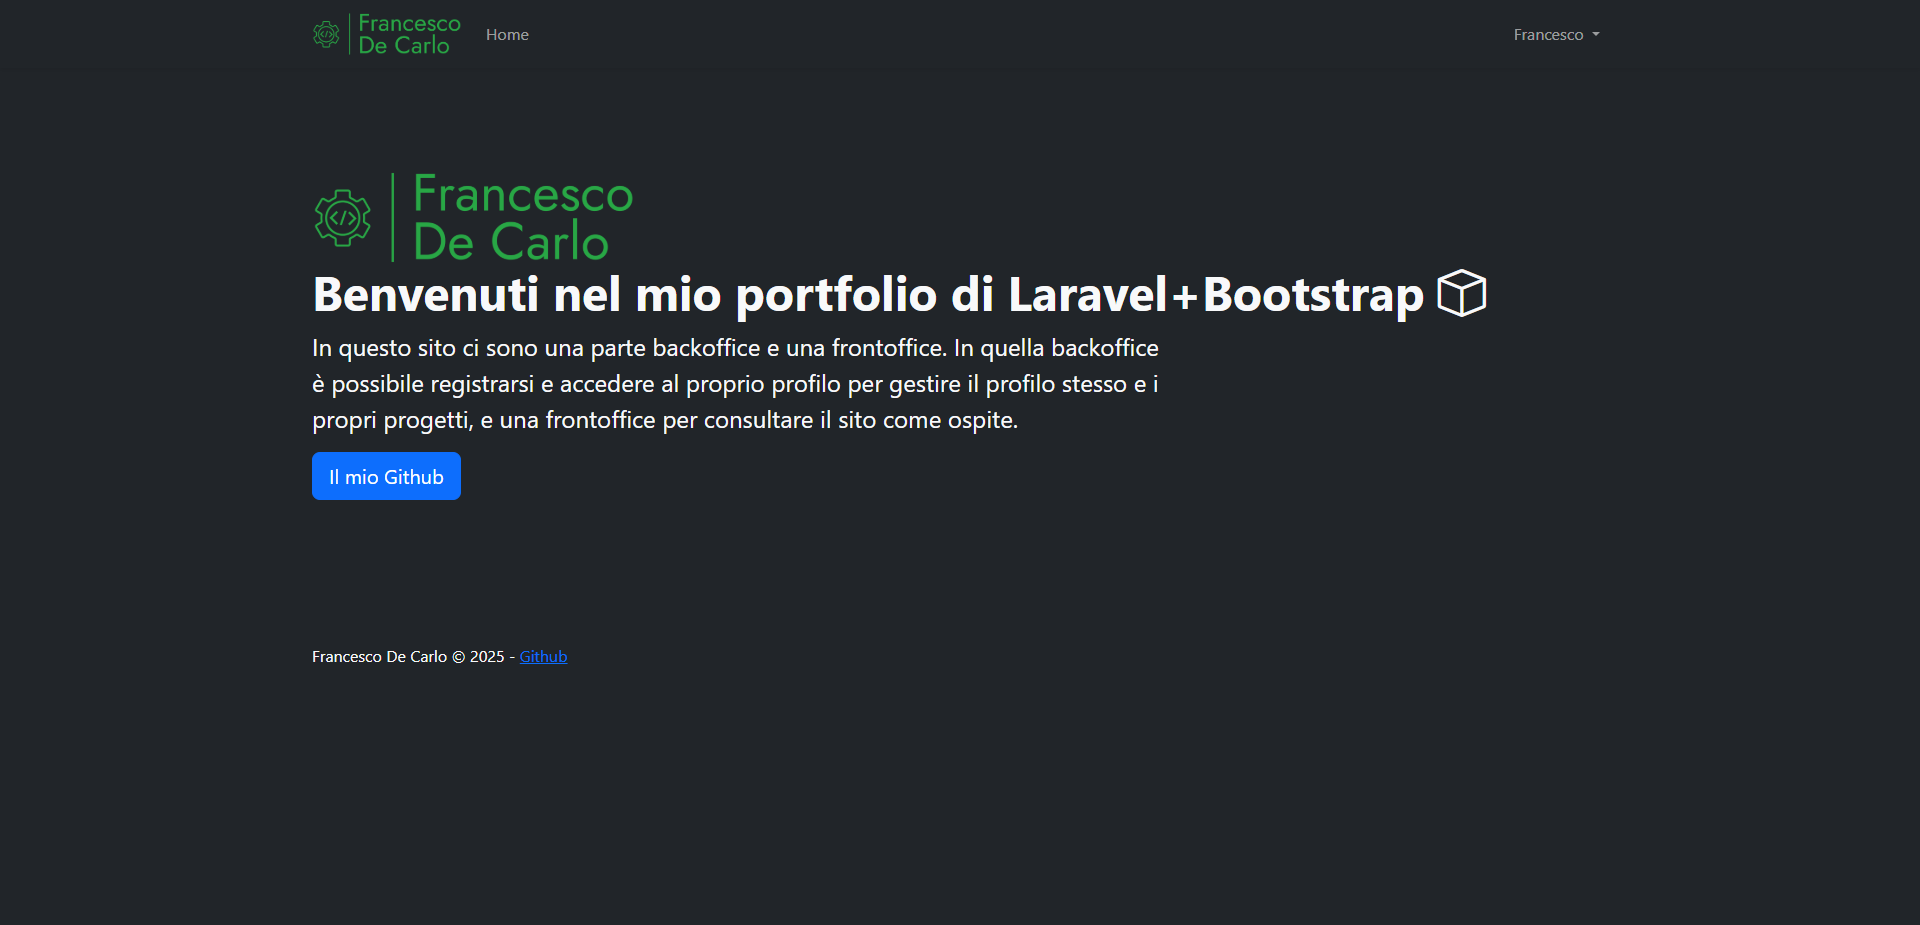 Francesco
De Carlo
Home
Francesco
</>
Francesco
De Carlo
Benvenuti nel mio portfolio di Laravel+Bootstrap
In questo sito ci sono una parte backoffice e una frontoffice. In quella backoffice
è possibile registrarsi e accedere al proprio profilo per gestire il profilo stesso e i
propri progetti, e una frontoffice per consultare il sito come ospite.
Il mio Github
Francesco De Carlo © 2025 - Github